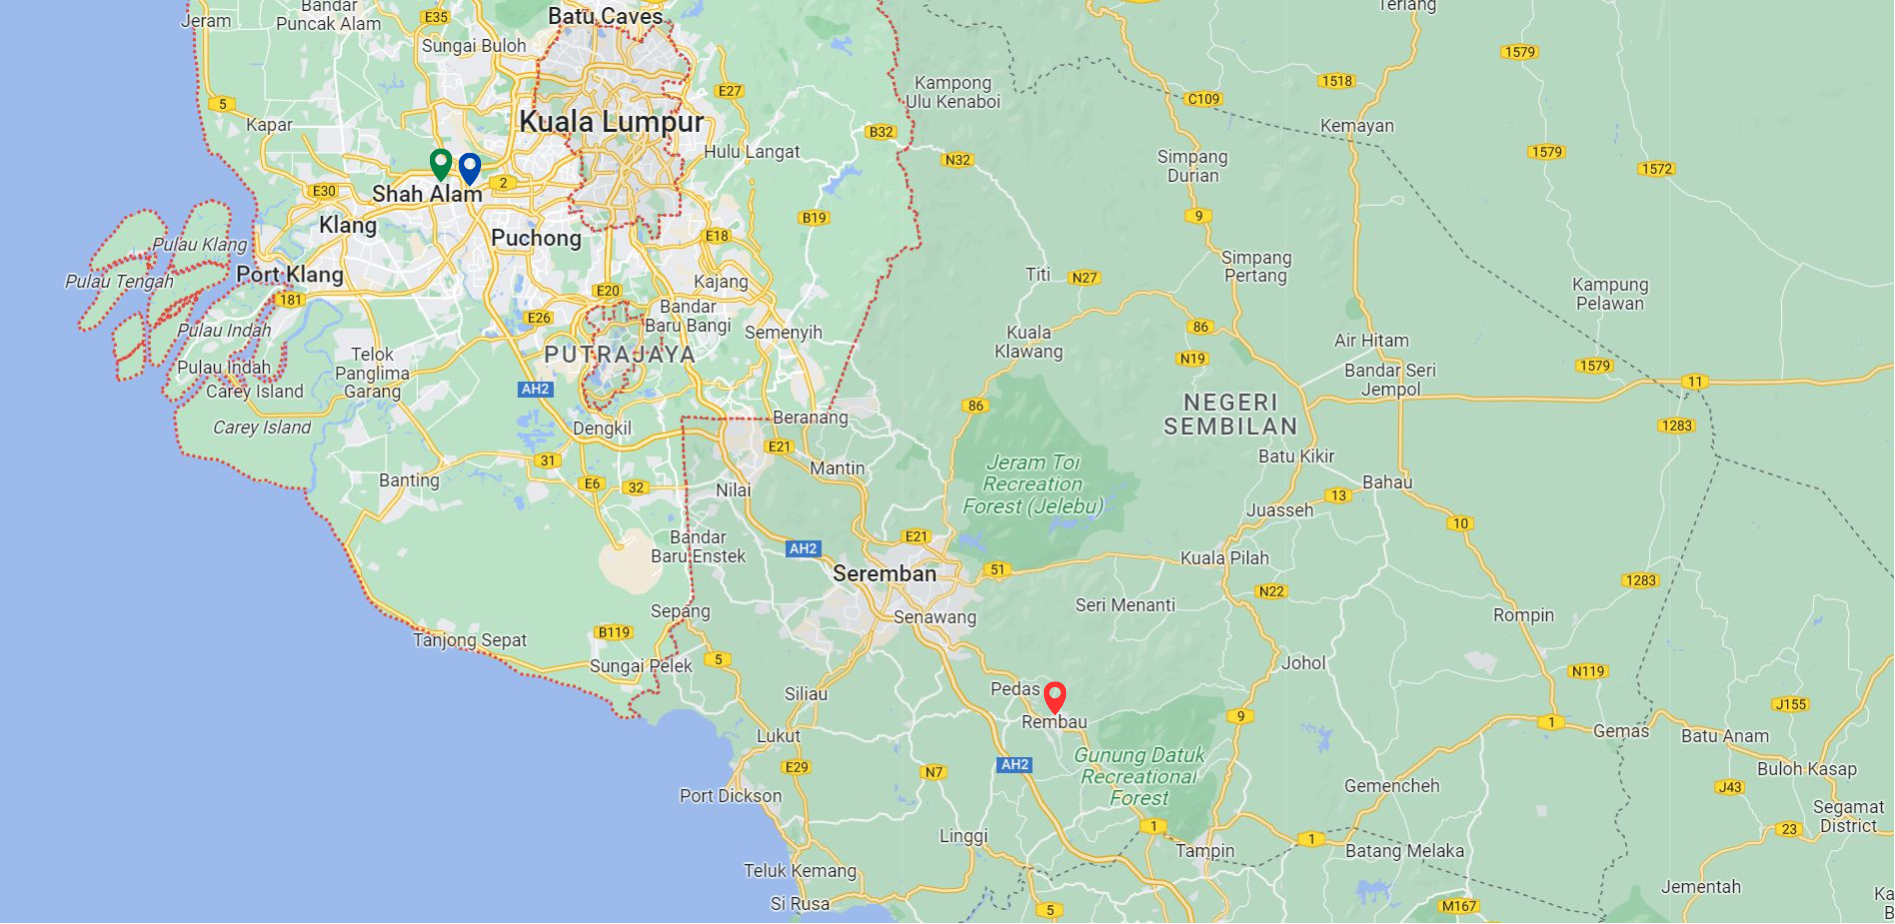 Jeram
Bandar
Puncak Alam
E35
Batu Caves
Terlang
Sungai Buloh
1579
1518
Kampong
Ulu Kenaboi
E27
C109
5
Kapar
Kuala Lumpur
B32
Kemayan
Hulu Langat
N32
Simpang
Durian
1579
1572
E30
Shah Alam
2
Klang
Puchong
B19
9
E18
Pulau Klang
Pulau Tengah
Port Klang
181
E20
Kajang
Titi
N27
Simpang
Pertang
Kampung
Pelawan
Bandar
Baru Bangi
E26
Pulau Indah
Semenyih
Kuala
Klawang
86
Air Hitam
PUTRAJAYA
N19
Telok
Panglima
Garang
Pulau Indah
1579
Bandar Seri
Jempol
11
AH2
Carey Island
86
NEGERI
SEMBILAN
Beranang
Carey Island
Dengkil
1283
E21
31
Mantin
Jeram Toi
Recreation
Forest (Jelebu)
Batu Kikir
Banting
E6
32
Nilai
13
Bahau
Juasseh
10
Bandar
Baru Enstek
AH2
E21
Kuala Pilah
Seremban
51
1283
N22
Sepang
Senawang
Seri Menanti
Rompin
B119
Tanjong Sepat
5
Sungai Pelek
Johol
N119
Siliau
Pedas
Rembau
9
1
J155
Lukut
Gemas
Batu Anam
Gunung Datuk
Recreational
Forest
E29
N7
AH2
Buloh Kasap
Port Dickson
Gemencheh
J43
Segamat
District
1
Linggi
1
23
Tampin
Batang Melaka
Teluk Kemang
Jementah
Si Rusa
5
M167